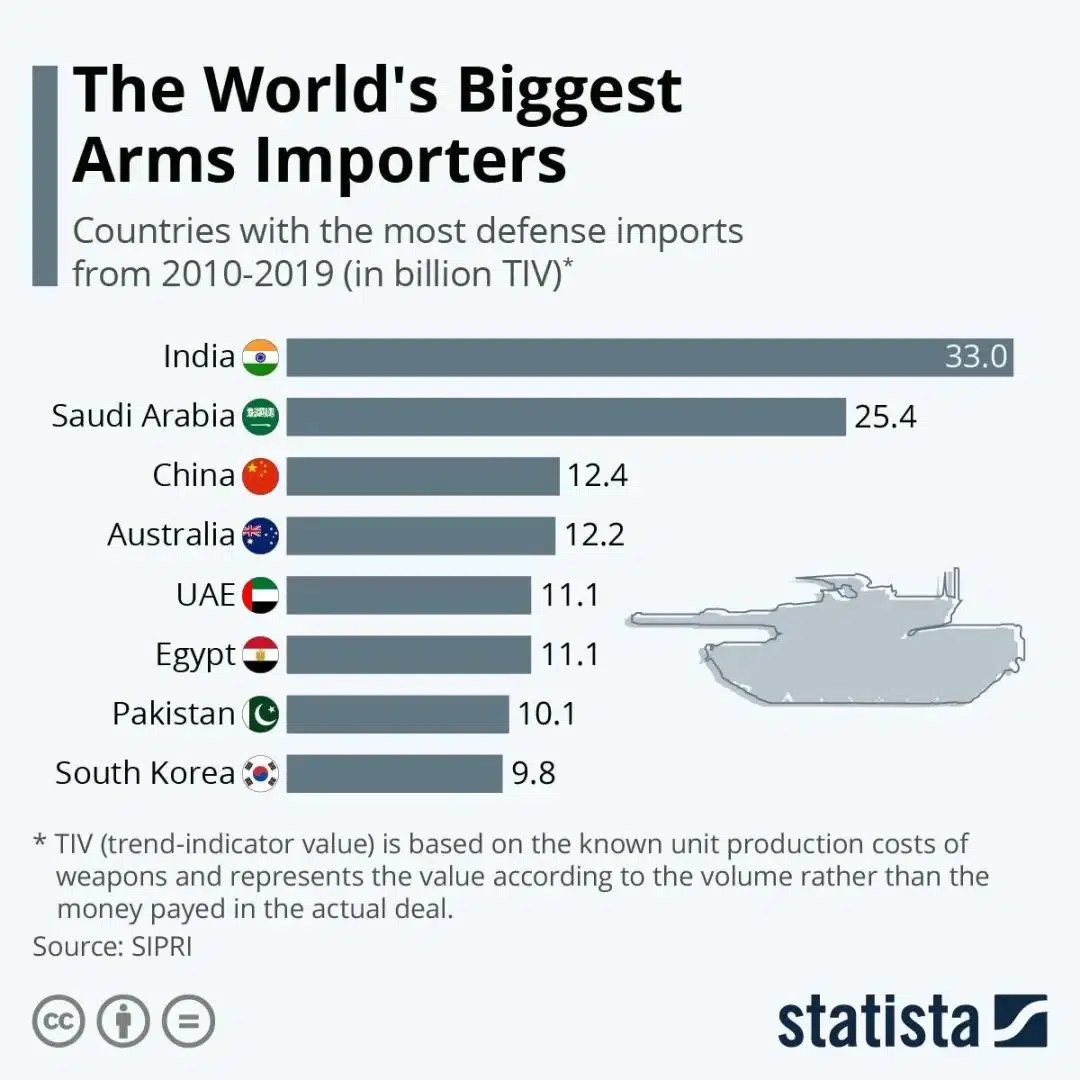 The World's Biggest
Arms Importers
Countries with the most defense imports
from 2010-2019 (in billion TIV)*
India 33.0
Saudi Arabia 25.4
China 12.4
Australia 12.2
UAE 11.1
Egypt 11.1
Pakistan 10.1
South Korea 9.8
* TIV (trend-indicator value) is based on the known unit production costs of
weapons and represents the value according to the volume rather than the
money payed in the actual deal.
Source: SIPRI
cc =
statista